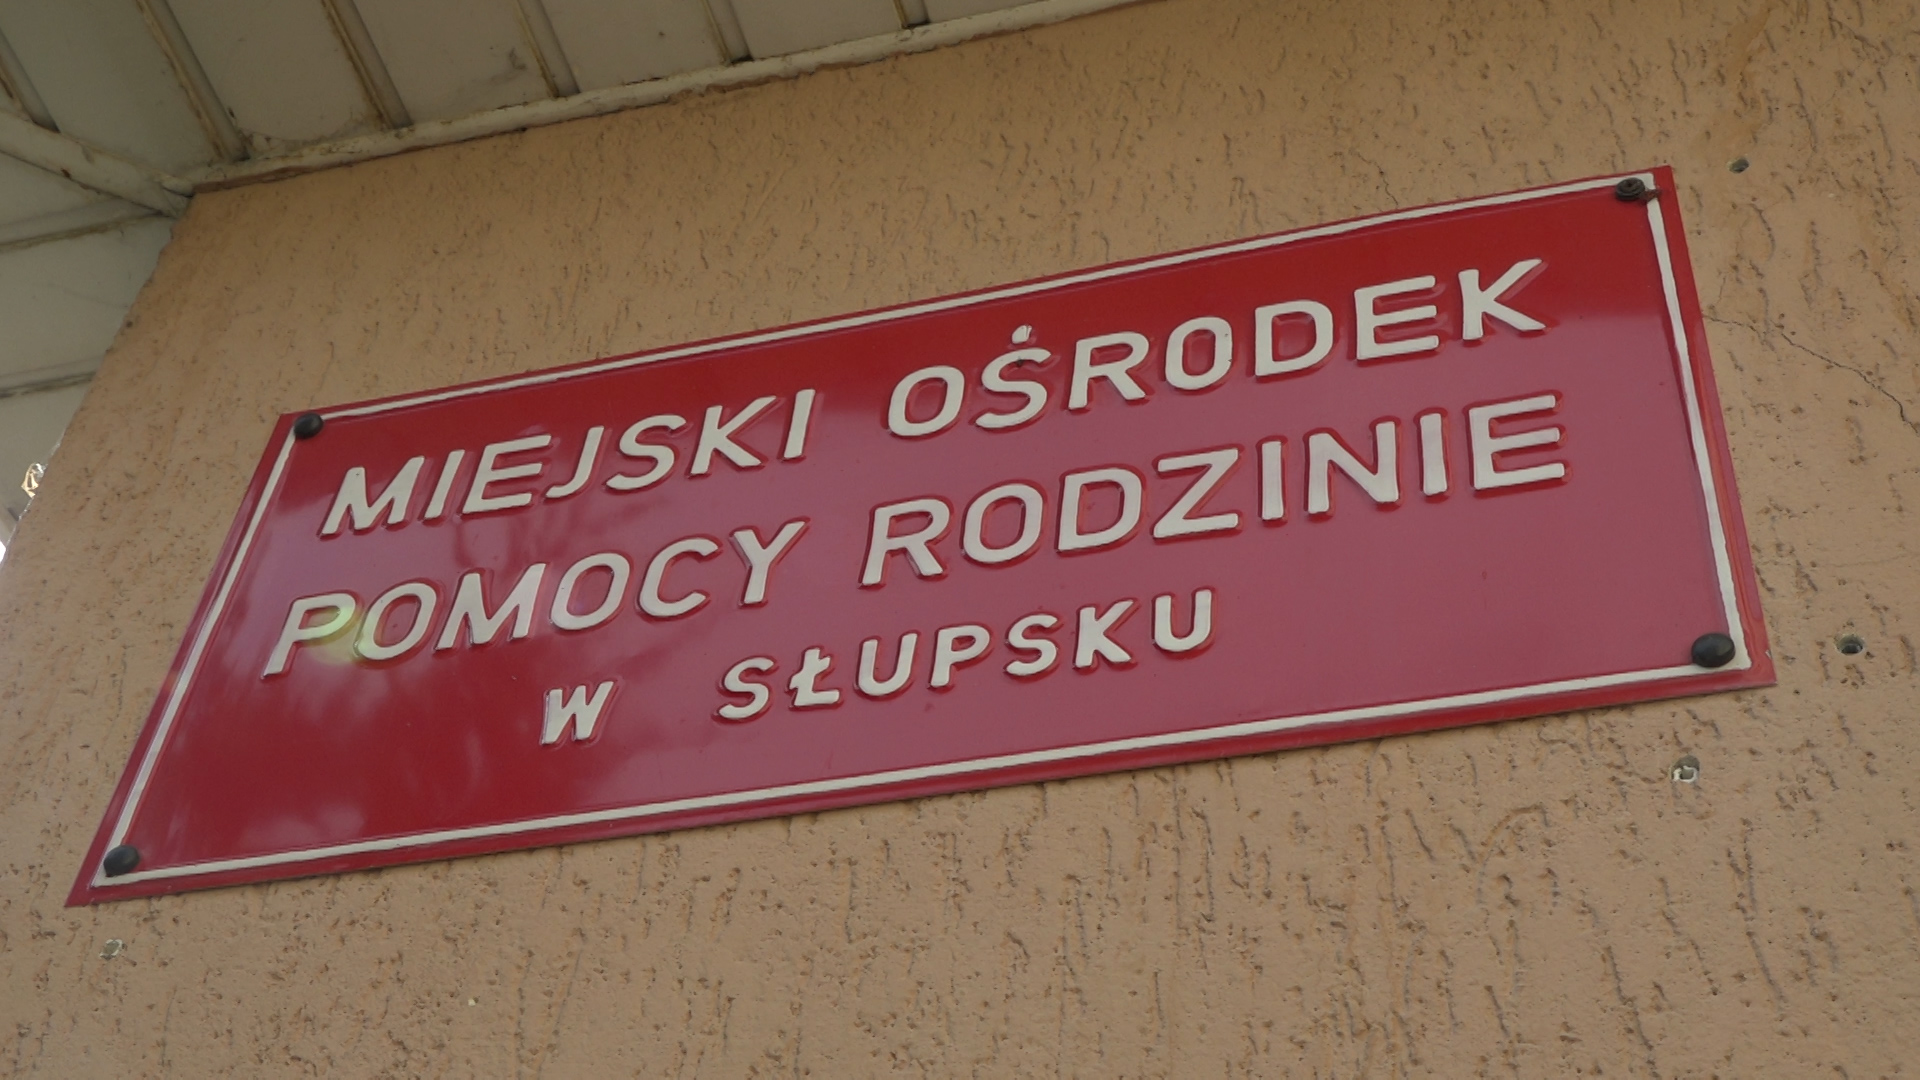 MIEJSKI OŚRODEK
POMOCY RODZINIE
W SŁUPSKU